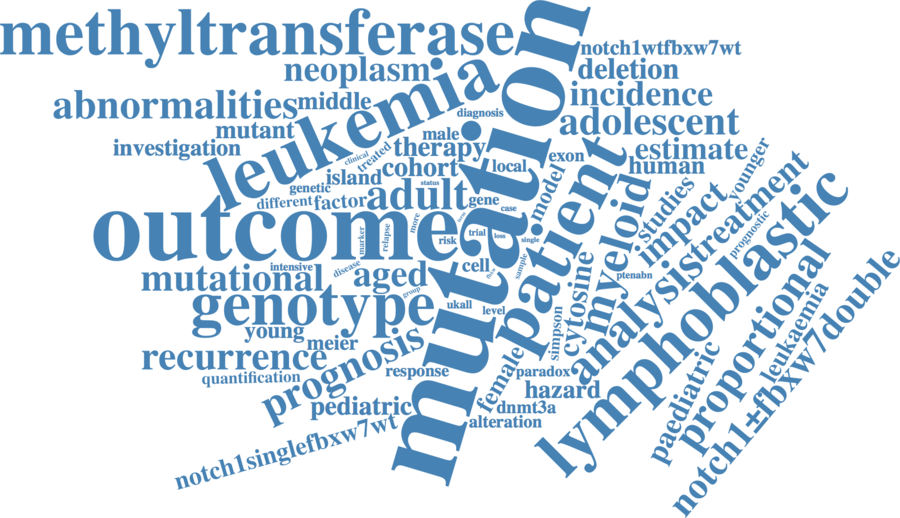 methyltransferase
mutation
notch1wtfbxw7wt
neoplasm
deletion
leukemia
incidence
abnormalities
middle
diagnosis
adolescent
mutant
male
investigation
therapy
estimate
clinical
treated
cohort
local
exon
human
younger
island
status
genetic
adult
gene
model
different
factor
case
patient
myeloid
studies
impact
treatment
outcome
marker
relapse
more
risk
trial
loss
single
prognostic
lymphoblastic
intensive
disease
aged
cell
sample
ptenabn
mutational
group
genotype
ukall
level
cytosine
analysis
young
meier
simpson
proportional
leukaemia
recurrence
prognosis
response
female
paradox
quantification
hazard
paediatric
notch1±fbxw7double
pediatric
dnmt3a
alteration
notch1singlefbxw7wt